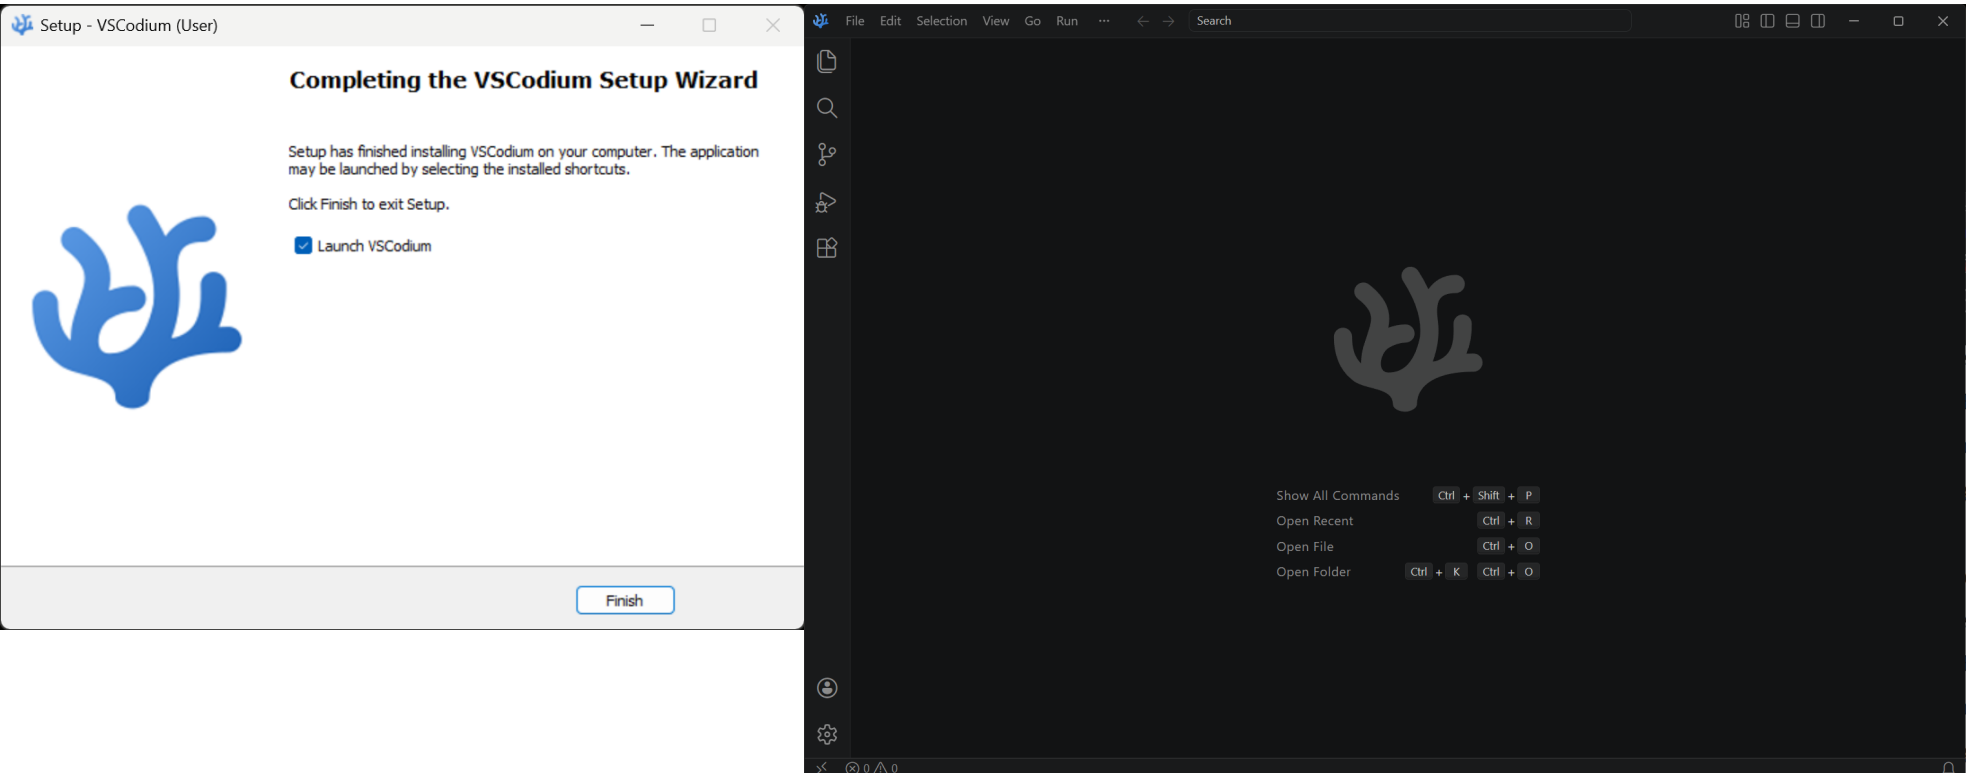 Setup - VSCodium (User)
Completing the VSCodium Setup Wizard
Setup has finished installing VSCodium on your computer. The application
may be launched by selecting the installed shortcuts.
Click Finish to exit Setup.
Launch VSCodium
Finish
File Edit Selection View Go Run ··· Search
Show All Commands Ctrl + Shift + P
Open Recent Ctrl + R
Open File Ctrl + O
Open Folder Ctrl + K Ctrl + O
0 0